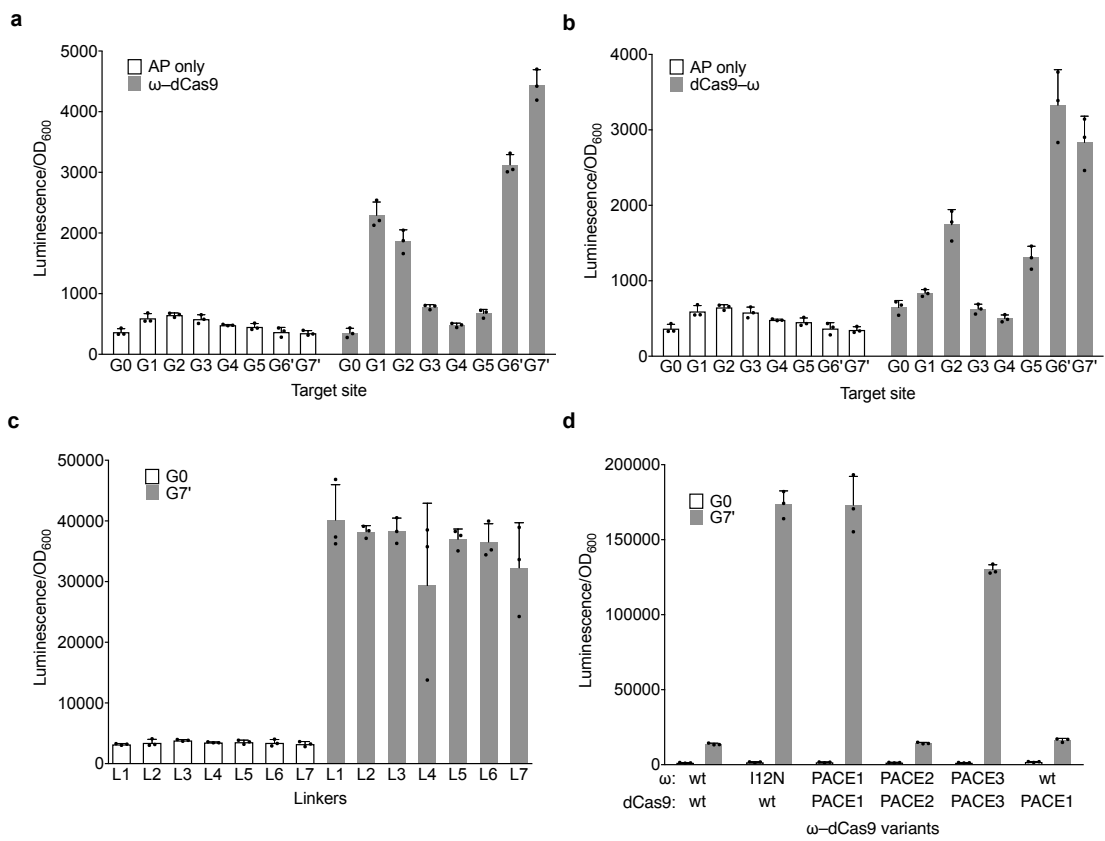 a
5000
4000
3000
2000
1000
0
Luminescence/OD600
AP only
ω–dCas9
G0 G1 G2 G3 G4 G5 G6' G7' G0 G1 G2 G3 G4 G5 G6' G7'
Target site
b
4000
3000
2000
1000
0
Luminescence/OD600
AP only
dCas9–ω
G0 G1 G2 G3 G4 G5 G6' G7' G0 G1 G2 G3 G4 G5 G6' G7'
Target site
c
50000
40000
30000
20000
10000
0
Luminescence/OD600
G0
G7'
L1 L2 L3 L4 L5 L6 L7 L1 L2 L3 L4 L5 L6 L7
Linkers
d
200000
150000
100000
50000
0
Luminescence/OD600
G0
G7'
ω: wt I12N PACE1 PACE2 PACE3 wt
dCas9: wt wt PACE1 PACE2 PACE3 PACE1
ω–dCas9 variants